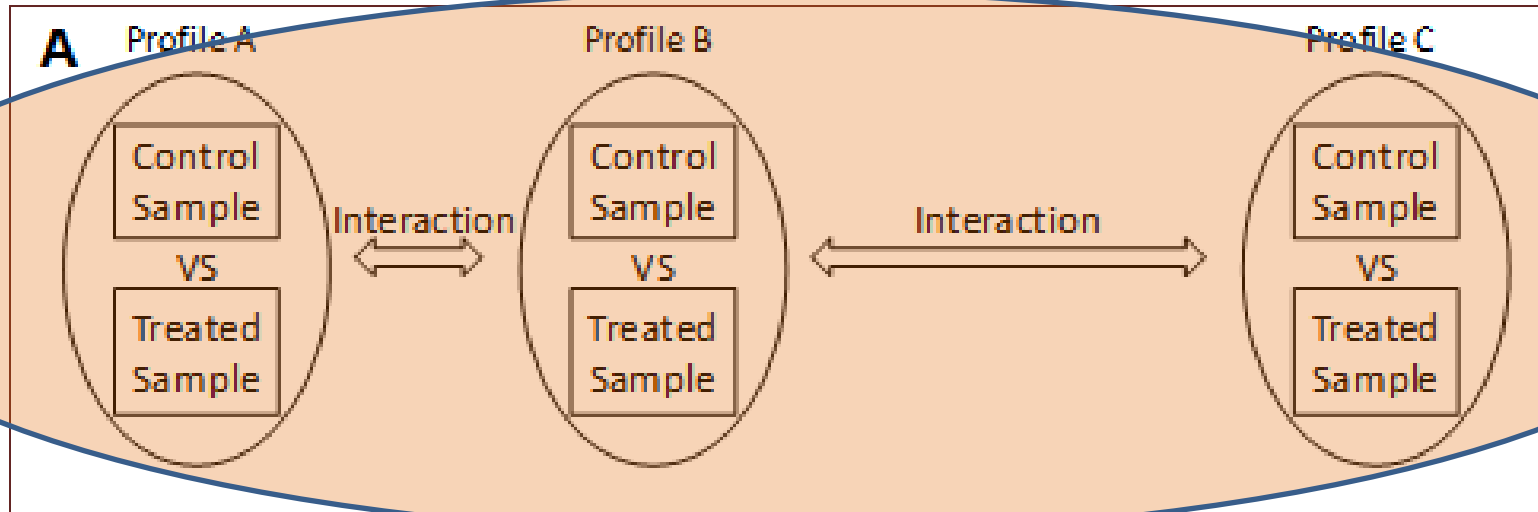 A
Profile A
Profile B
Profile C
Control
Sample
VS
Treated
Sample
Interaction
Control
Sample
VS
Treated
Sample
Interaction
Control
Sample
VS
Treated
Sample